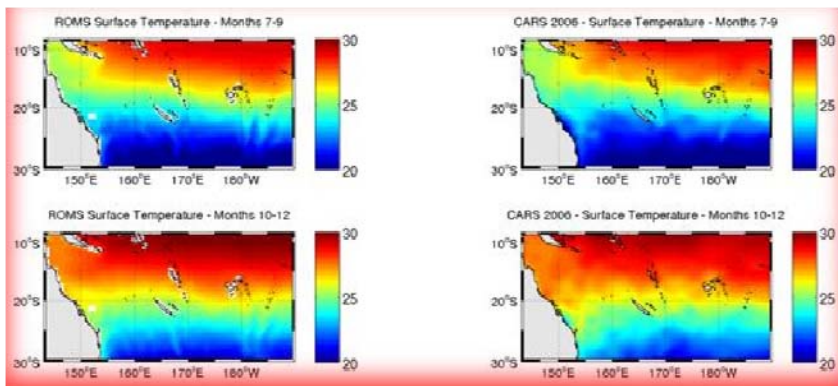 ROMS Surface Temperature - Months 7-9
CARS 2006 - Surface Temperature - Months 7-9
10°S
20°S
30°S
150°E 160°E 170°E 180°W
30
25
20
10°S
20°S
30°S
150°E 160°E 170°E 180°W
30
25
20
ROMS Surface Temperature - Months 10-12
CARS 2006 - Surface Temperature - Months 10-12
10°S
20°S
30°S
150°E 160°E 170°E 180°W
30
25
20
10°S
20°S
30°S
150°E 160°E 170°E 180°W
30
25
20